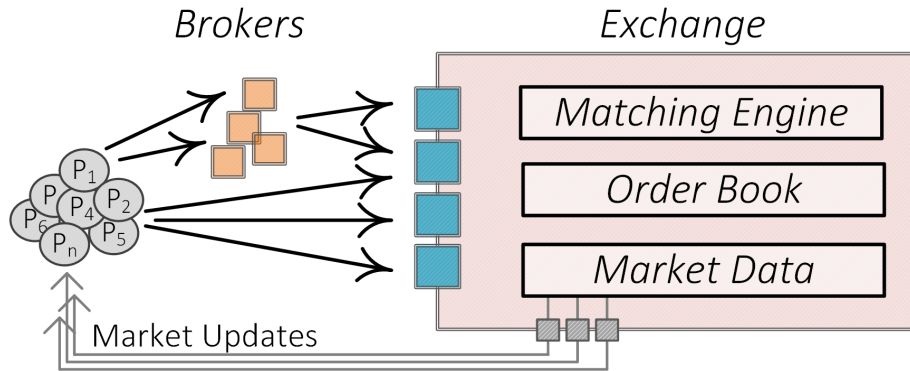 Brokers
Exchange
Matching Engine
Order Book
Market Data
P1
P
P2
P4
P6
P5
Pn
Market Updates